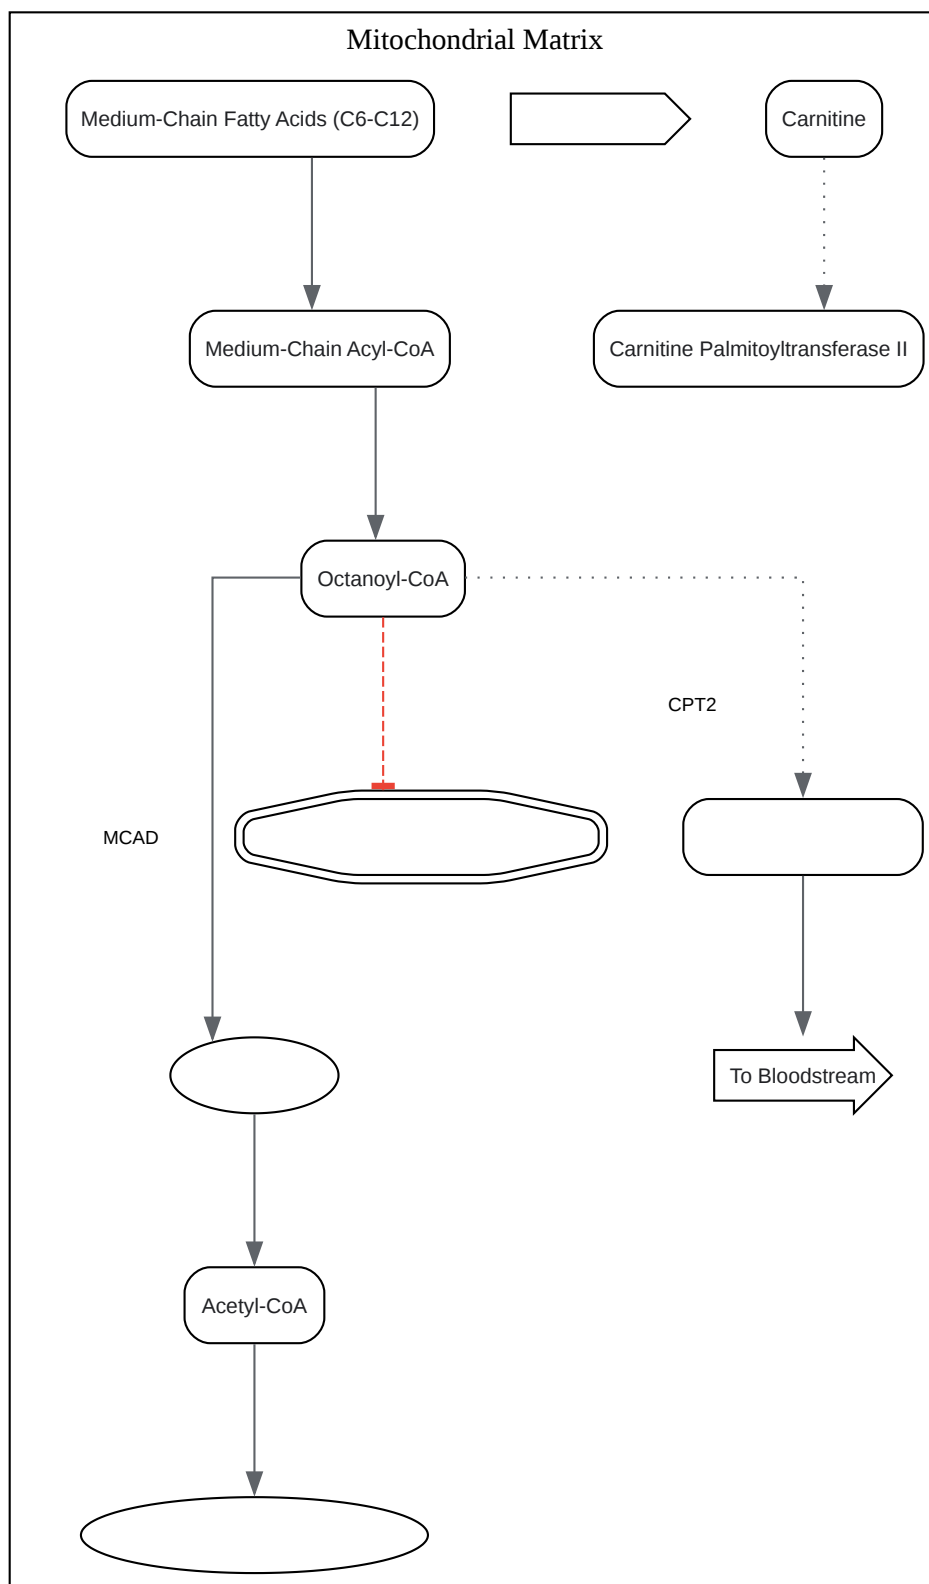 Mitochondrial Matrix
Medium-Chain Fatty Acids (C6-C12)
Carnitine
Medium-Chain Acyl-CoA
Carnitine Palmitoyltransferase II
Octanoyl-CoA
CPT2
MCAD
To Bloodstream
Acetyl-CoA